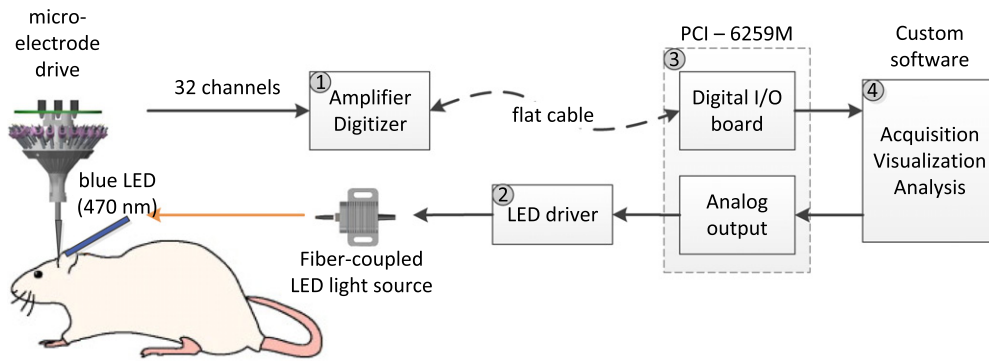 micro-
electrode
drive
32 channels
1
Amplifier
Digitizer
flat cable
PCI – 6259M
3
Digital I/O
board
Custom
software
4
Acquisition
Visualization
Analysis
blue LED
(470 nm)
Fiber-coupled
LED light source
2
LED driver
Analog
output